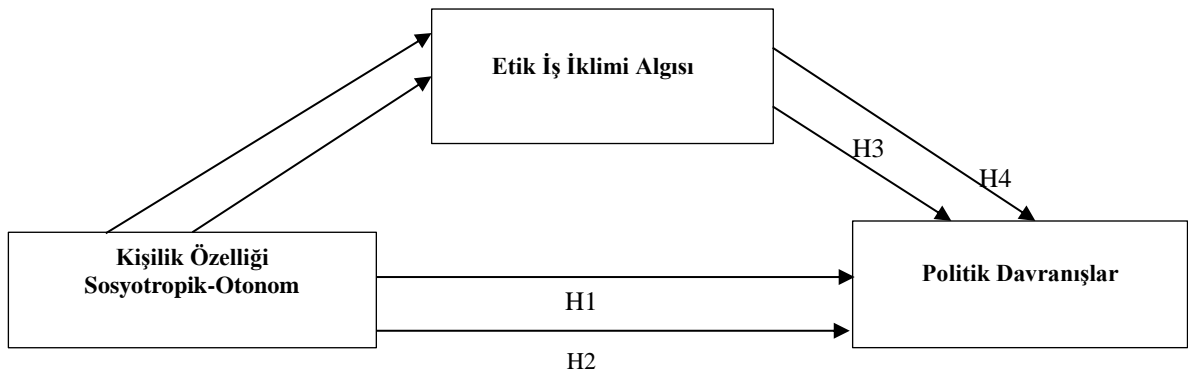 Etik İş İklimi Algısı
H3
H4
Kişilik Özelliği
Sosyotropik-Otonom
Politik Davranışlar
H1
H2